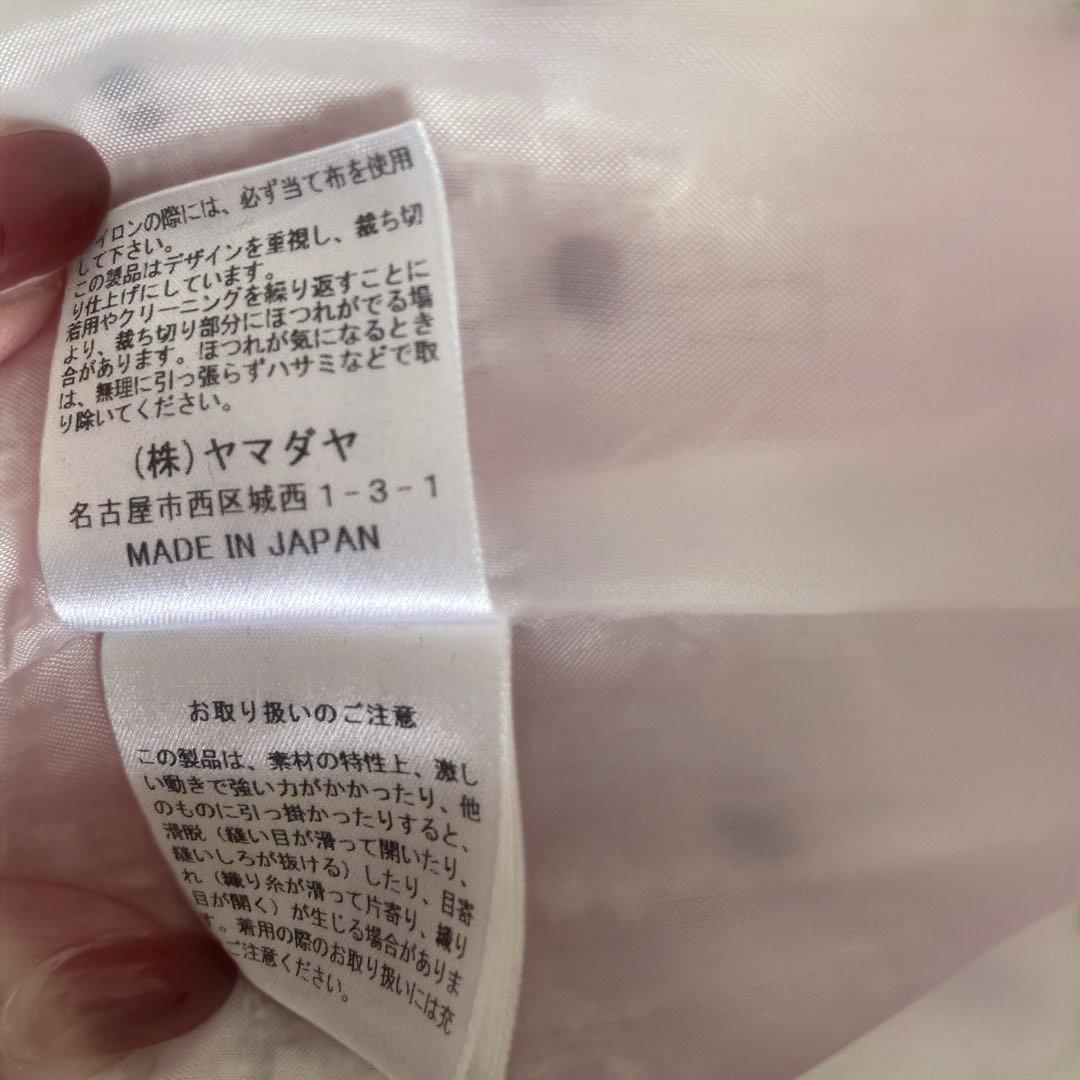 イロンの際には、必ず当て布を使用
して下さい。
この製品はデザインを重視し、裁ち切
り仕上げにしています。
着用やクリーニングを繰り返すことに
より、裁ち切り部分にほつれがでる場
合があります。ほつれが気になるとき
は、無理に引っ張らずハサミなどで取
り除いてください。
(株)ヤマダヤ
名古屋市西区城西1-3-1
MADE IN JAPAN
お取り扱いのご注意
この製品は、素材の特性上、激し
い動きで強い力がかかったり、他
のものに引っ掛かったりすると、
滑脱（縫い目が滑って開いたり、
縫いしろが抜ける）したり、目寄
れ（織り糸が滑って片寄り、織り
目が開く）が生じる場合がありま
す。着用の際のお取り扱いには充
ご注意ください。